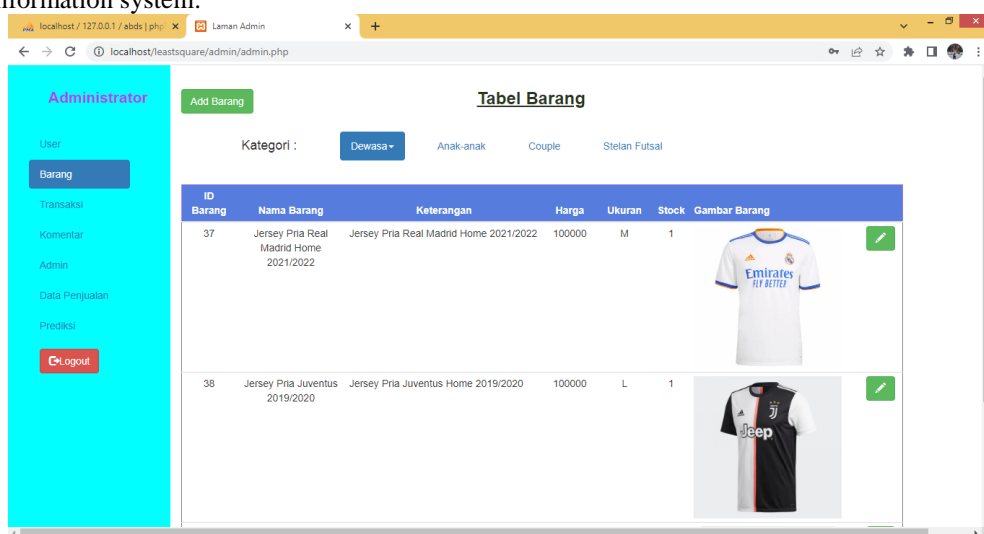 information system.
localhost / 127.0.0.1 / abds | php
Laman Admin
localhost/leastsquare/admin/admin.php
Administrator
User
Barang
Transaksi
Komentar
Admin
Data Penjualan
Prediksi
Logout
Add Barang
Tabel Barang
Kategori :
Dewasa
Anak-anak
Couple
Stelan Futsal
ID Barang
Nama Barang
Keterangan
Harga
Ukuran
Stock
Gambar Barang
37
Jersey Pria Real
Madrid Home
2021/2022
Jersey Pria Real Madrid Home 2021/2022
100000
M
1
Emirates
FLY BETTER
38
Jersey Pria Juventus
2019/2020
Jersey Pria Juventus Home 2019/2020
100000
L
1
Jeep